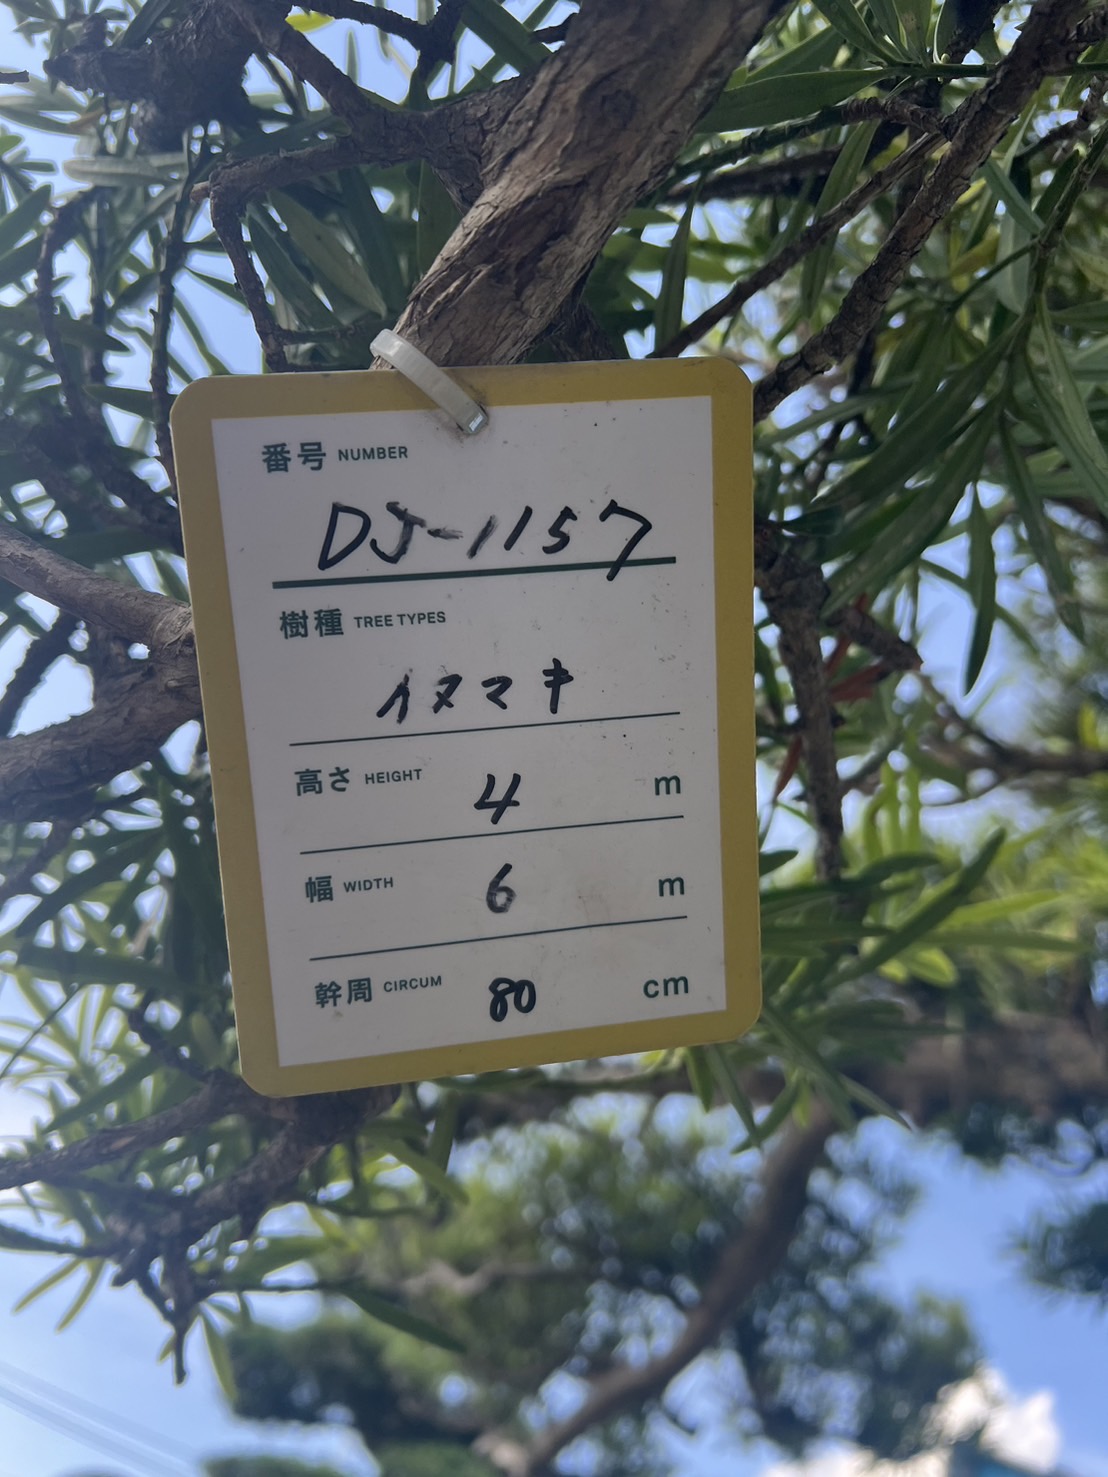 番号 NUMBER
DJ-1157
樹種 TREE TYPES
イヌマキ
高さ HEIGHT 4 m
幅 WIDTH 6 m
幹周 CIRCUM 80 cm